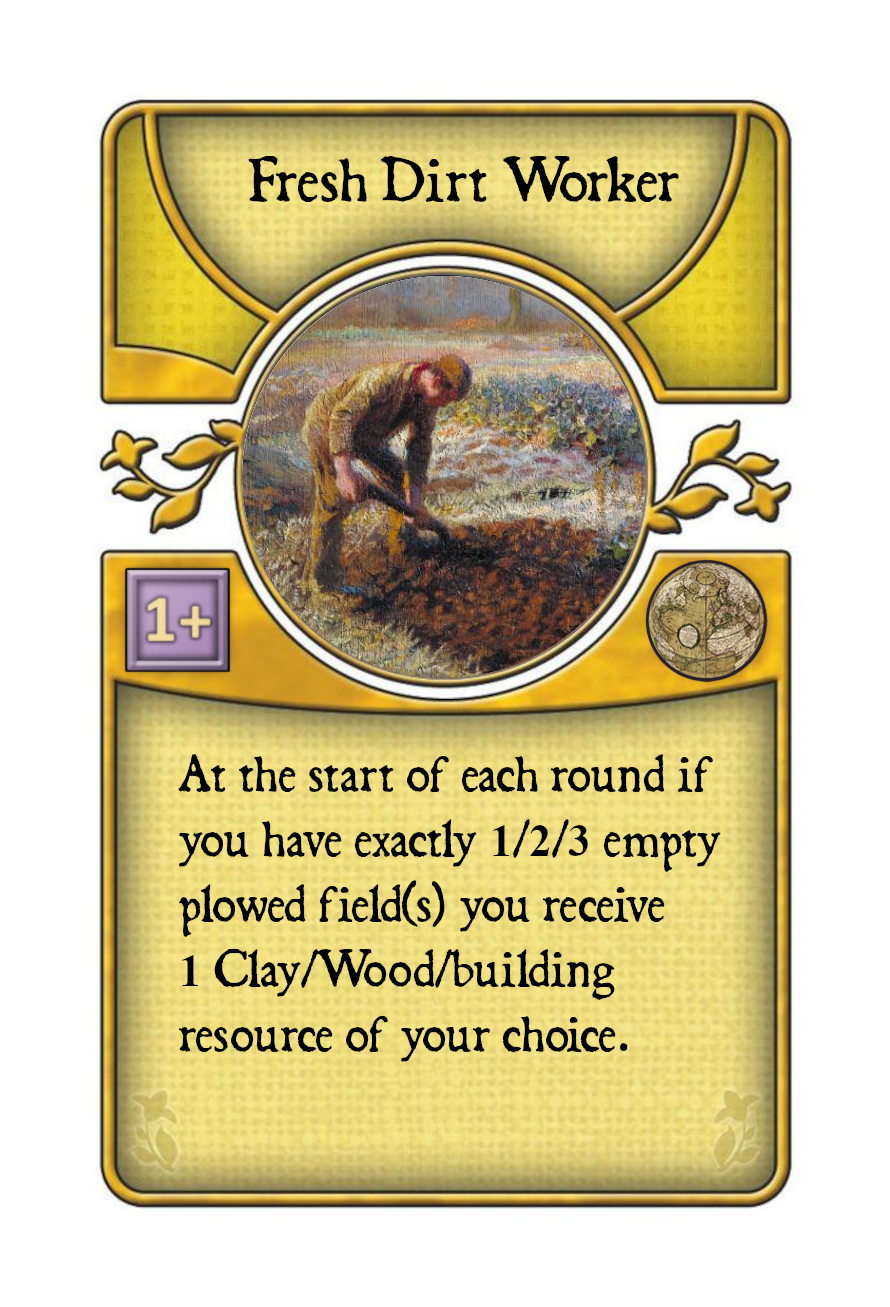 Fresh Dirt Worker
1+
At the start of each round if
you have exactly 1/2/3 empty
plowed field(s) you receive
1 Clay/Wood/building
resource of your choice.